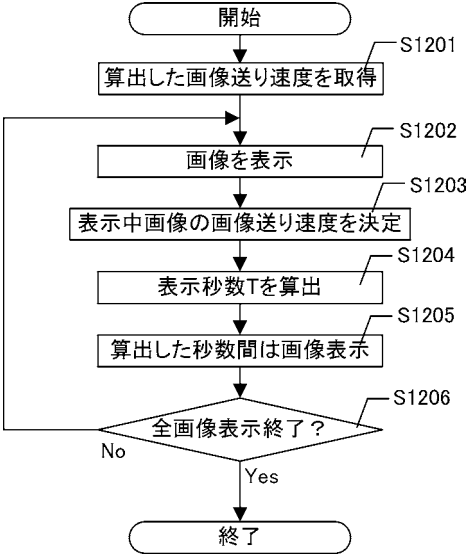 開始
S1201
算出した画像送り速度を取得
S1202
画像を表示
S1203
表示中画像の画像送り速度を決定
S1204
表示秒数Tを算出
S1205
算出した秒数間は画像表示
S1206
全画像表示終了？
No
Yes
終了